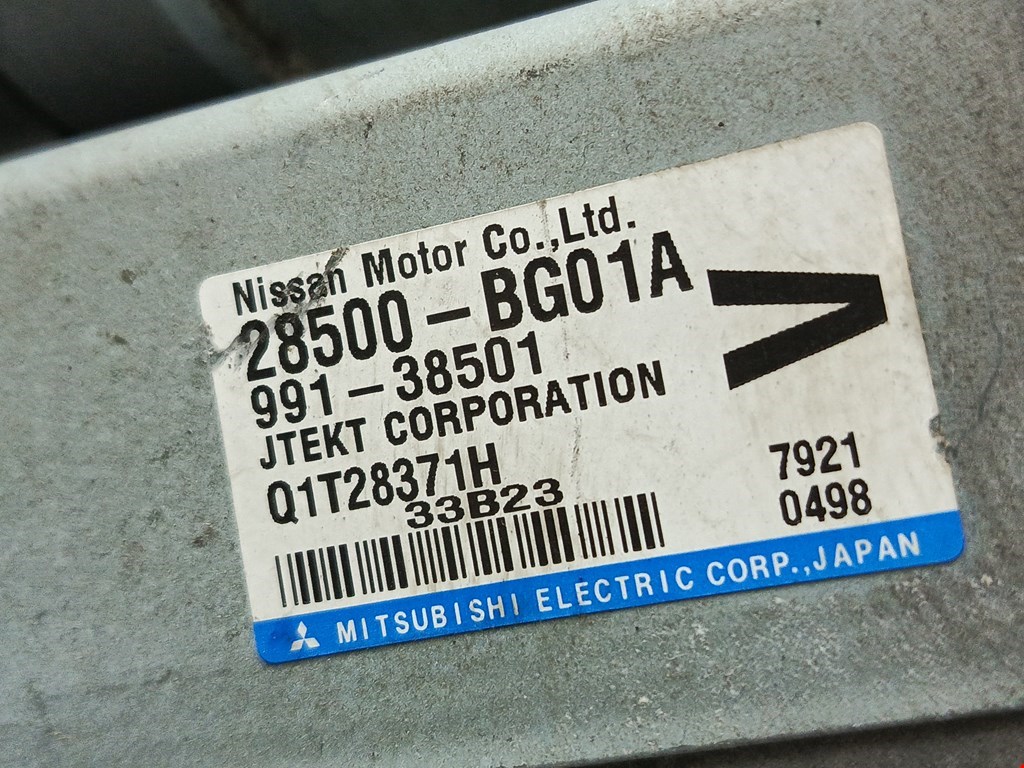 Nissan Motor Co.,Ltd.
28500-BG01A
991-38501
JTEKT CORPORATION
Q1T28371H
33B23
V
7921
0498
MITSUBISHI ELECTRIC CORP.,JAPAN